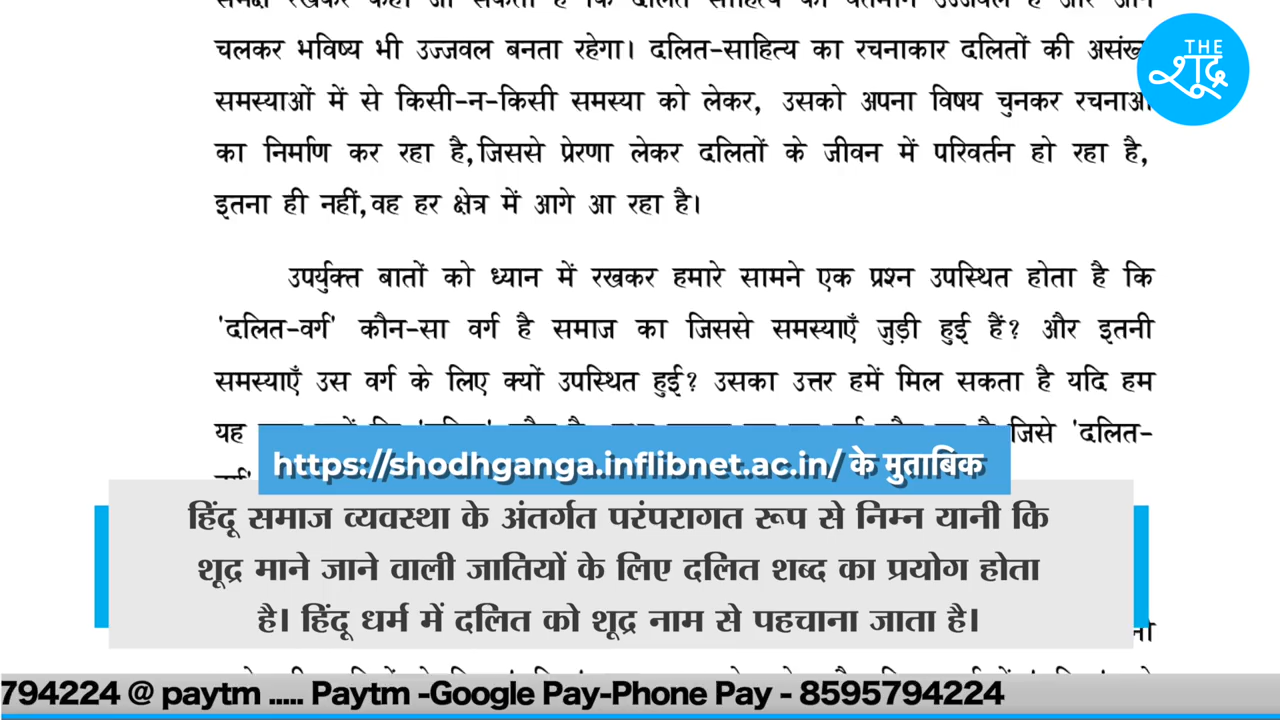 चलकर भविष्य भी उज्जवल बनता रहेगा। दलित-साहित्य का रचनाकार दलितों की असंख्य
THE
शूद्र
समस्याओं में से किसी-न-किसी समस्या को लेकर, उसको अपना विषय चुनकर रचनाओं
का निर्माण कर रहा है,जिससे प्रेरणा लेकर दलितों के जीवन में परिवर्तन हो रहा है,
इतना ही नहीं,वह हर क्षेत्र में आगे आ रहा है।
उपर्युक्त बातों को ध्यान में रखकर हमारे सामने एक प्रश्न उपस्थित होता है कि
'दलित-वर्ग' कौन-सा वर्ग है समाज का जिससे समस्याएँ जुड़ी हुई हैं? और इतनी
समस्याएँ उस वर्ग के लिए क्यों उपस्थित हुई? उसका उत्तर हमें मिल सकता है यदि हम
यह जिसे 'दलित-
https://shodhganga.inflibnet.ac.in/ के मुताबिक
हिंदू समाज व्यवस्था के अंतर्गत परंपरागत रूप से निम्न यानी कि
शूद्र माने जाने वाली जातियों के लिए दलित शब्द का प्रयोग होता
है। हिंदू धर्म में दलित को शूद्र नाम से पहचाना जाता है।
794224 @ paytm ..... Paytm -Google Pay-Phone Pay - 8595794224